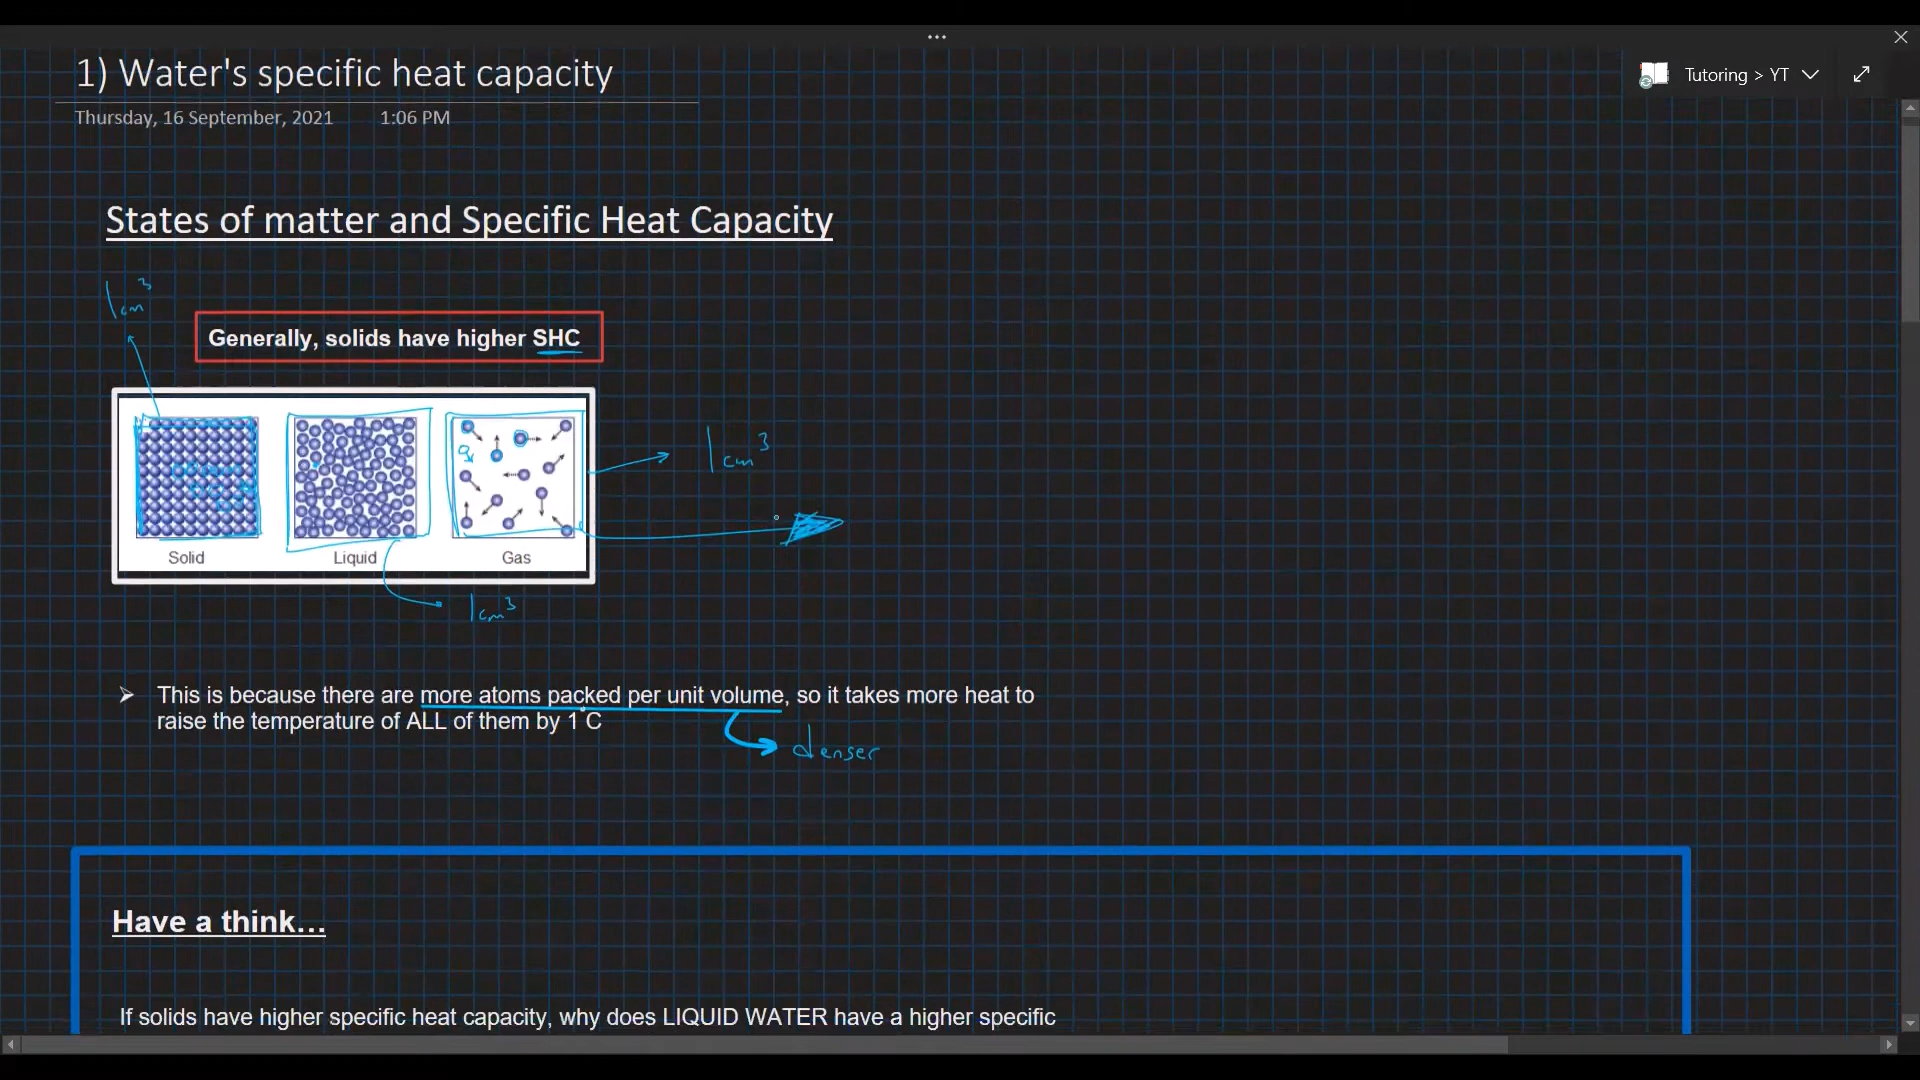 1) Water's specific heat capacity
Tutoring > YT
Thursday, 16 September, 2021 1:06 PM
States of matter and Specific Heat Capacity
1cm³
Generally, solids have higher SHC
1cm³
Solid Liquid Gas
1cm³
➢ This is because there are more atoms packed per unit volume, so it takes more heat to
raise the temperature of ALL of them by 1°C
denser
Have a think...
If solids have higher specific heat capacity, why does LIQUID WATER have a higher specific